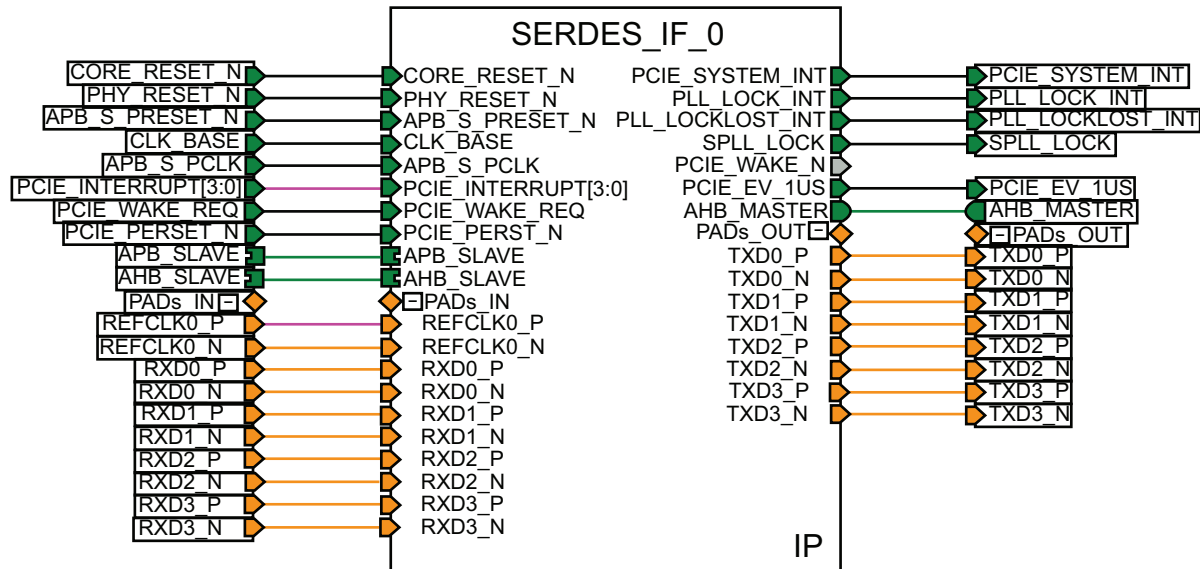 SERDES_IF_0
CORE_RESET_N CORE_RESET_N PCIE_SYSTEM_INT PCIE_SYSTEM_INT
PHY_RESET_N PHY_RESET_N PLL_LOCK_INT PLL_LOCK_INT
APB_S_PRESET_N APB_S_PRESET_N PLL_LOCKLOST_INT PLL_LOCKLOST_INT
CLK_BASE CLK_BASE SPLL_LOCK SPLL_LOCK
APB_S_PCLK APB_S_PCLK PCIE_WAKE_N
PCIE_INTERRUPT[3:0] PCIE_INTERRUPT[3:0] PCIE_EV_1US PCIE_EV_1US
PCIE_WAKE_REQ PCIE_WAKE_REQ AHB_MASTER AHB_MASTER
PCIE_PERSET_N PCIE_PERST_N PADs_OUT PADs_OUT
APB_SLAVE APB_SLAVE TXD0_P TXD0_P
AHB_SLAVE AHB_SLAVE TXD0_N TXD0_N
PADs_IN PADs_IN TXD1_P TXD1_P
REFCLK0_P REFCLK0_P TXD1_N TXD1_N
REFCLK0_N REFCLK0_N TXD2_P TXD2_P
RXD0_P RXD0_P TXD2_N TXD2_N
RXD0_N RXD0_N TXD3_P TXD3_P
RXD1_P RXD1_P TXD3_N TXD3_N
RXD1_N RXD1_N
RXD2_P RXD2_P
RXD2_N RXD2_N
RXD3_P RXD3_P
RXD3_N RXD3_N
IP